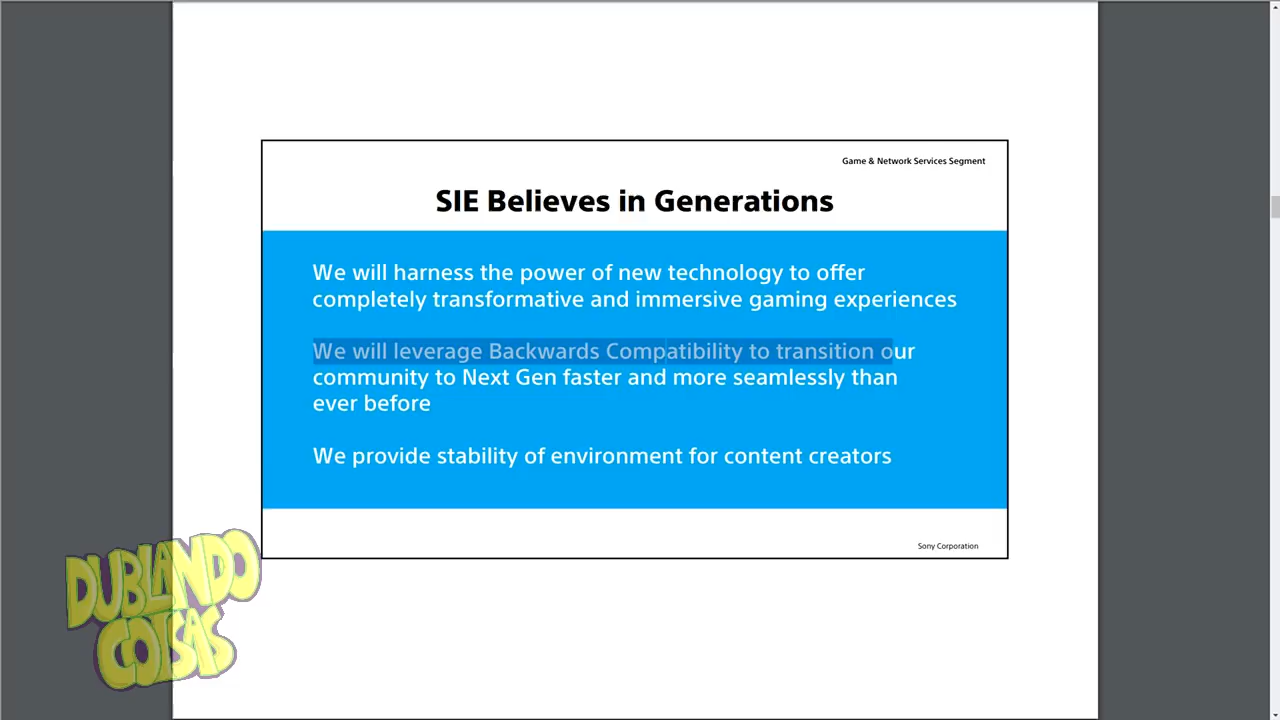 Game & Network Services Segment
SIE Believes in Generations
We will harness the power of new technology to offer
completely transformative and immersive gaming experiences
We will leverage Backwards Compatibility to transition our
community to Next Gen faster and more seamlessly than
ever before
We provide stability of environment for content creators
Sony Corporation
DUBLANDO
COISAS